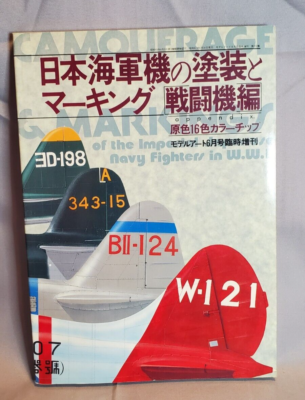 CAMOUFLAGE
日本海軍機の塗装と
マーキング [戦闘機編]
appendix
原色16色カラーチップ
& MARKINGS
モデルアート6月号臨時増刊
of the Imperial
Navy Fighters in W.W.
ヨD-198
A
343-15
BII-124
W-121
07